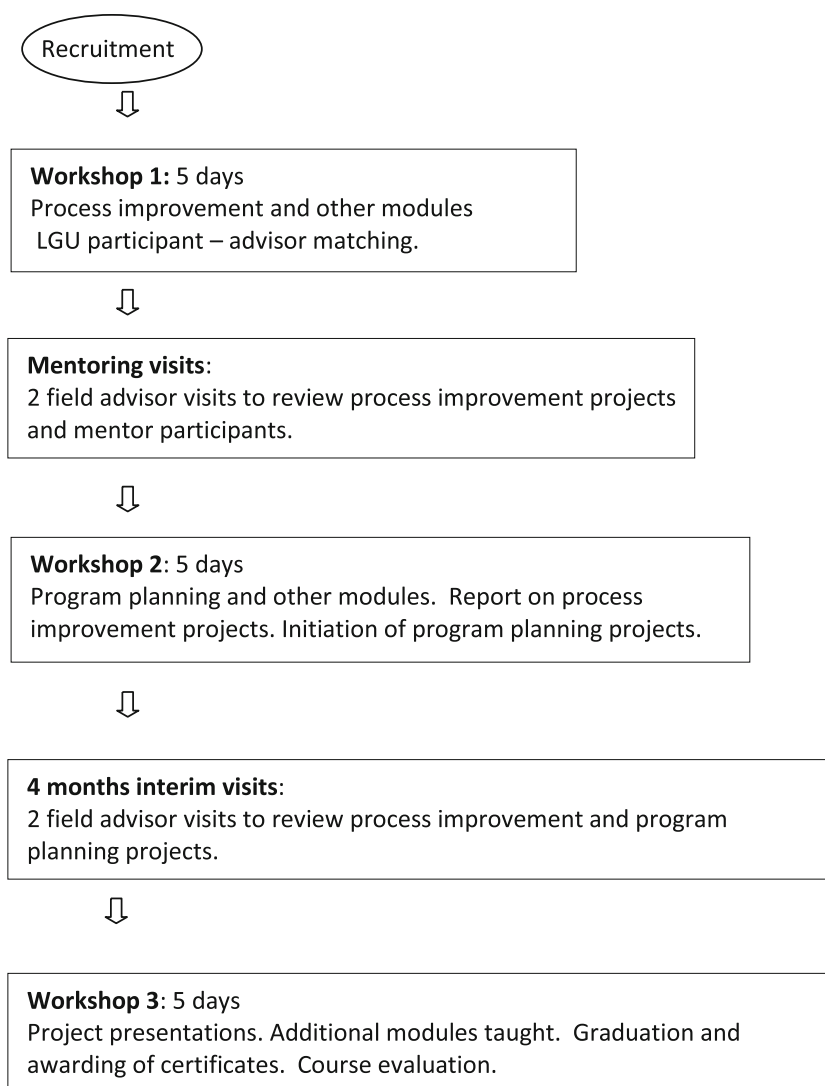 Recruitment
Workshop 1: 5 days
Process improvement and other modules
LGU participant – advisor matching.
Mentoring visits:
2 field advisor visits to review process improvement projects
and mentor participants.
Workshop 2: 5 days
Program planning and other modules.  Report on process
improvement projects. Initiation of program planning projects.
4 months interim visits:
2 field advisor visits to review process improvement and program
planning projects.
Workshop 3: 5 days
Project presentations. Additional modules taught.  Graduation and
awarding of certificates.  Course evaluation.